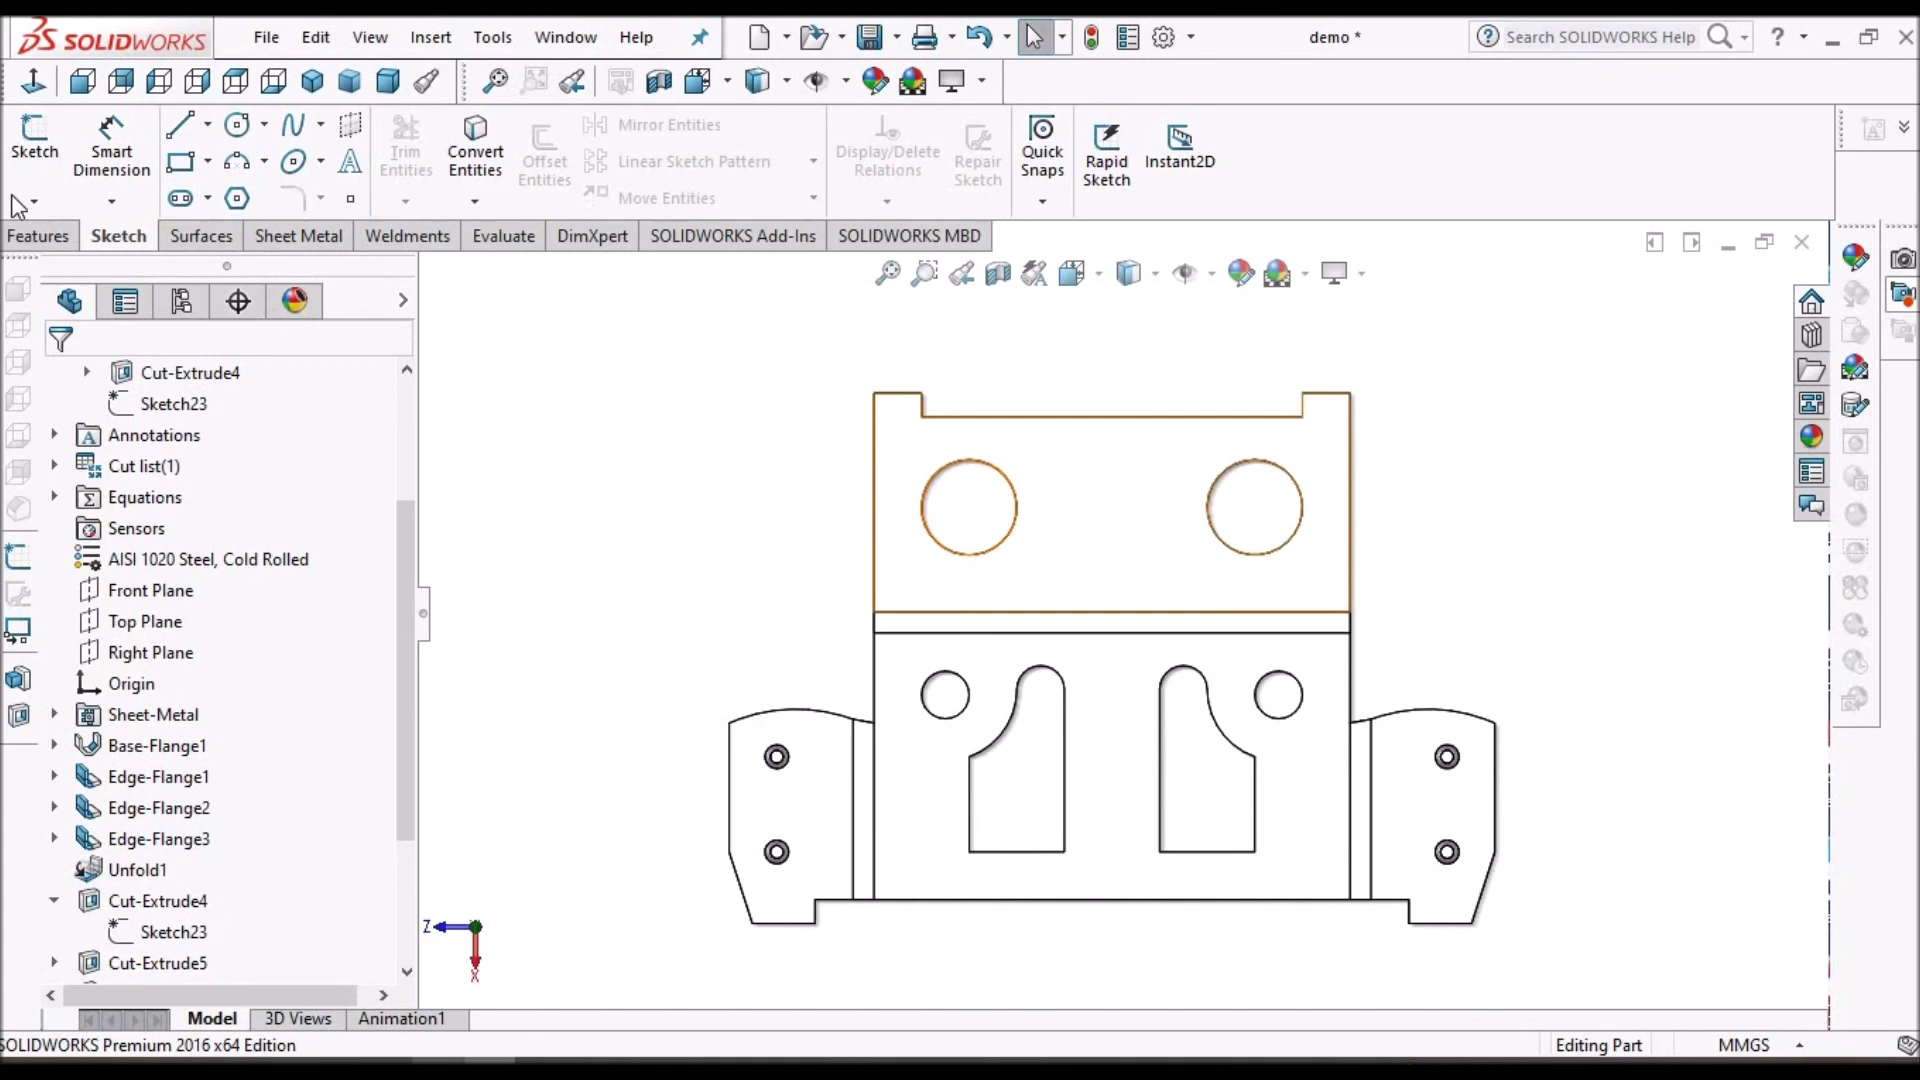 SOLIDWORKS File Edit View Insert Tools Window Help demo * Search SOLIDWORKS Help ?
Sketch Smart Dimension Trim Entities Convert Entities Offset Entities Mirror Entities Linear Sketch Pattern Move Entities Display/Delete Relations Repair Sketch Quick Snaps Rapid Sketch Instant2D
Features Sketch Surfaces Sheet Metal Weldments Evaluate DimXpert SOLIDWORKS Add-Ins SOLIDWORKS MBD
Cut-Extrude4
Sketch23
Annotations
Cut list(1)
Equations
Sensors
AISI 1020 Steel, Cold Rolled
Front Plane
Top Plane
Right Plane
Origin
Sheet-Metal
Base-Flange1
Edge-Flange1
Edge-Flange2
Edge-Flange3
Unfold1
Cut-Extrude4
Sketch23
Cut-Extrude5
Z
X
Model 3D Views Animation1
SOLIDWORKS Premium 2016 x64 Edition Editing Part MMGS